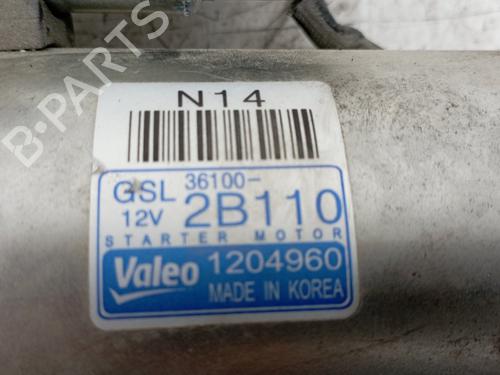 B-PARTS
N14
GSL 36100-
12V 2B110
STARTER MOTOR
Valeo 1204960
MADE IN KOREA